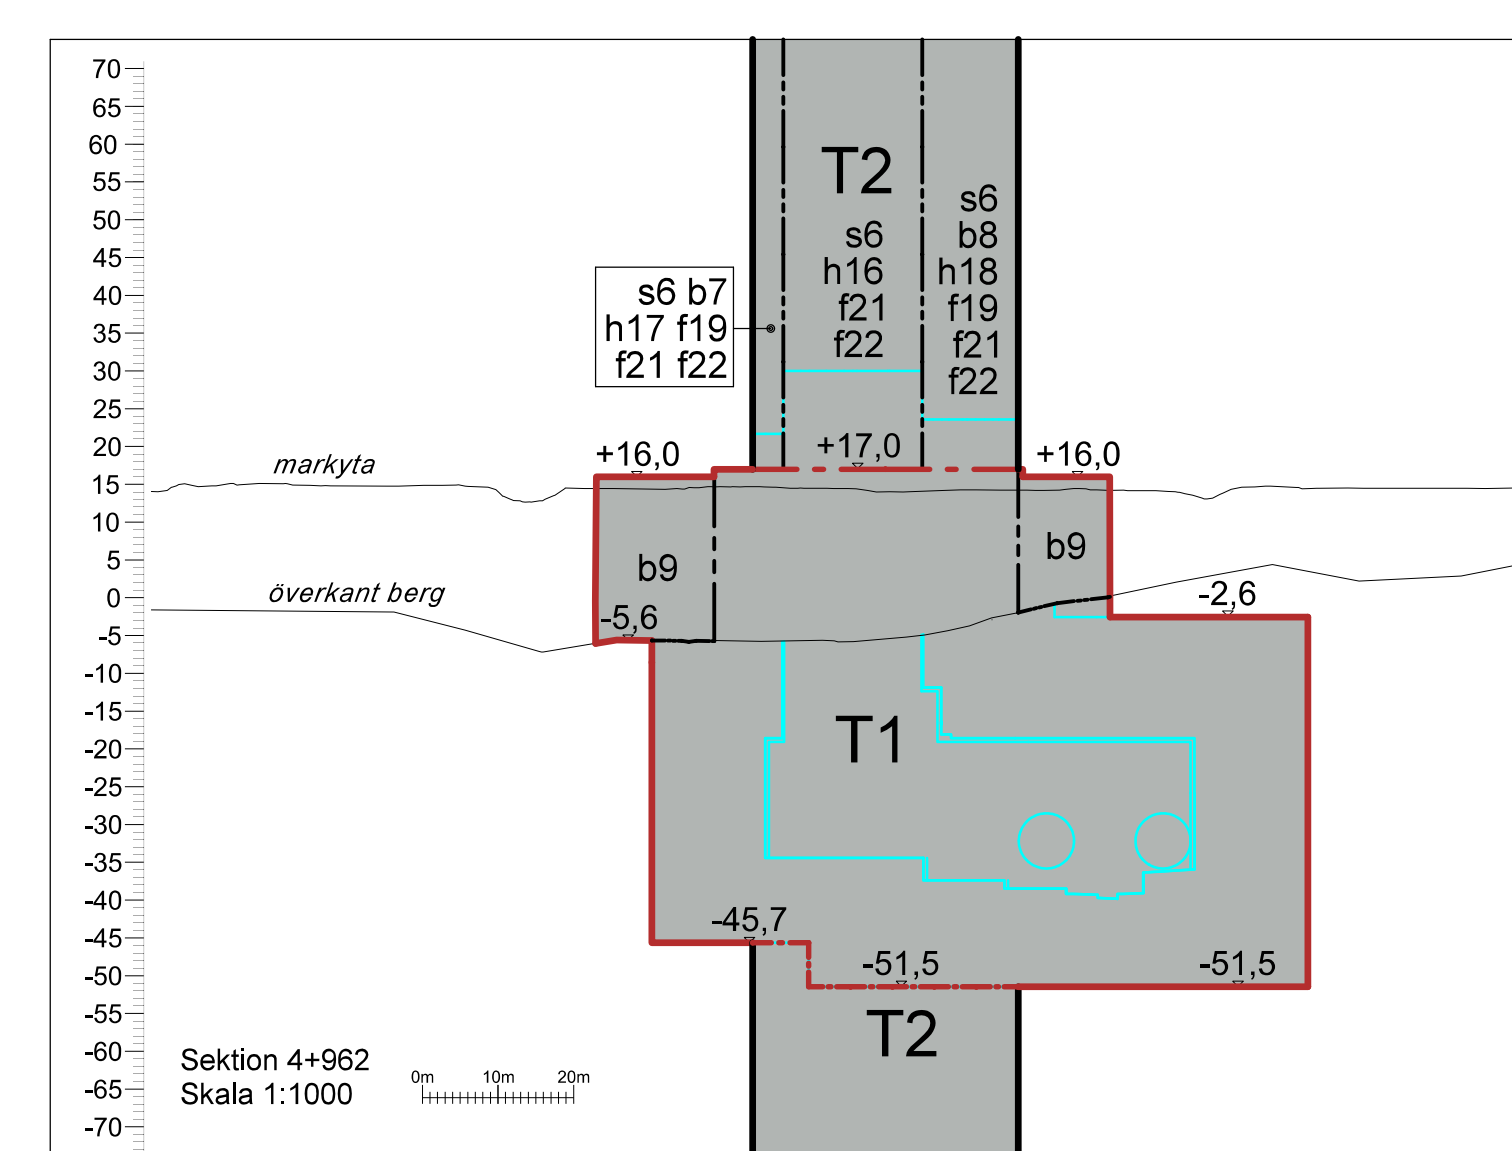 70
65
60
55
50
45
40
35
30
25
20
15
10
5
0
-5
-10
-15
-20
-25
-30
-35
-40
-45
-50
-55
-60
-65
-70
T2
s6
h16
f21
f22
s6
b8
h18
f19
f21
f22
s6 b7
h17 f19
f21 f22
markyta
+16,0
+17,0
+16,0
b9
b9
överkant berg
-5,6
-2,6
T1
-45,7
-51,5
-51,5
T2
Sektion 4+962
Skala 1:1000
0m 10m 20m